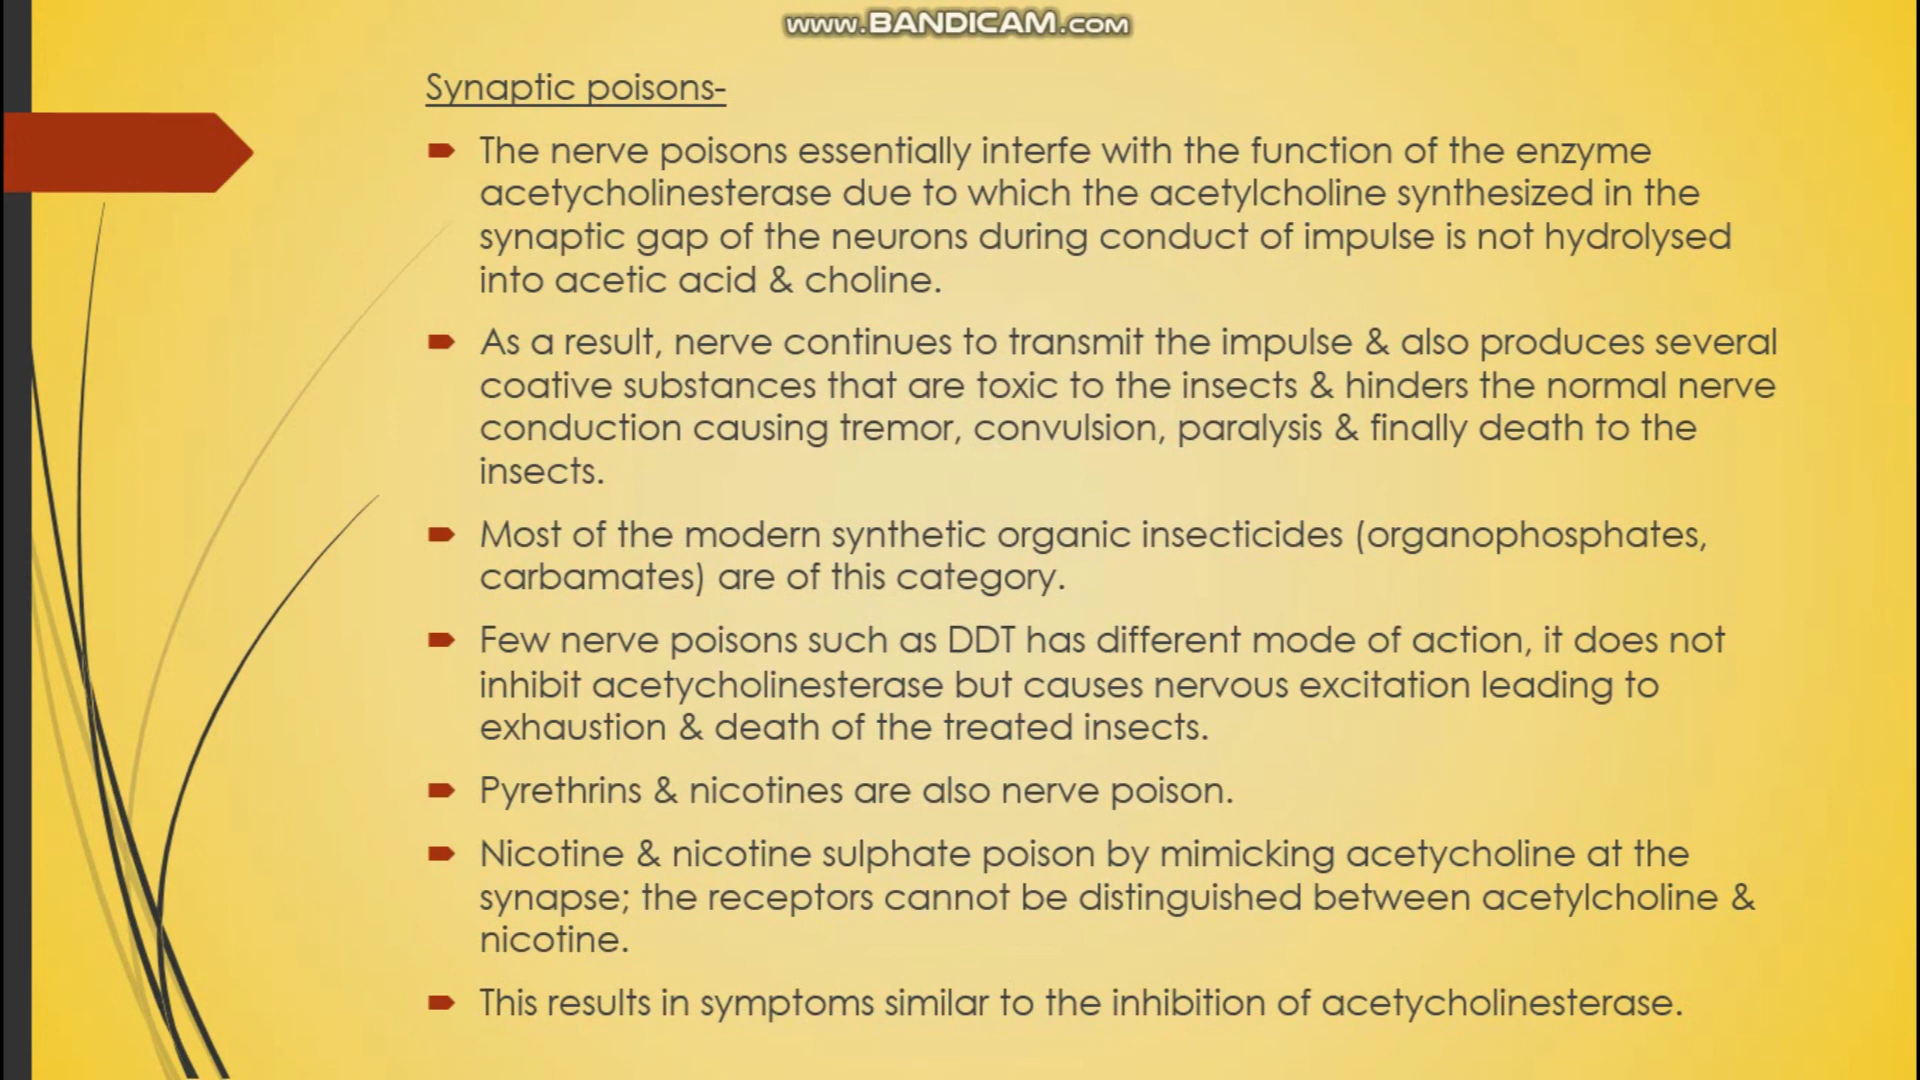 www.BANDICAM.com
Synaptic poisons-
The nerve poisons essentially interfe with the function of the enzyme
acetycholinesterase due to which the acetylcholine synthesized in the
synaptic gap of the neurons during conduct of impulse is not hydrolysed
into acetic acid & choline.
As a result, nerve continues to transmit the impulse & also produces several
coative substances that are toxic to the insects & hinders the normal nerve
conduction causing tremor, convulsion, paralysis & finally death to the
insects.
Most of the modern synthetic organic insecticides (organophosphates,
carbamates) are of this category.
Few nerve poisons such as DDT has different mode of action, it does not
inhibit acetycholinesterase but causes nervous excitation leading to
exhaustion & death of the treated insects.
Pyrethrins & nicotines are also nerve poison.
Nicotine & nicotine sulphate poison by mimicking acetycholine at the
synapse; the receptors cannot be distinguished between acetylcholine &
nicotine.
This results in symptoms similar to the inhibition of acetycholinesterase.